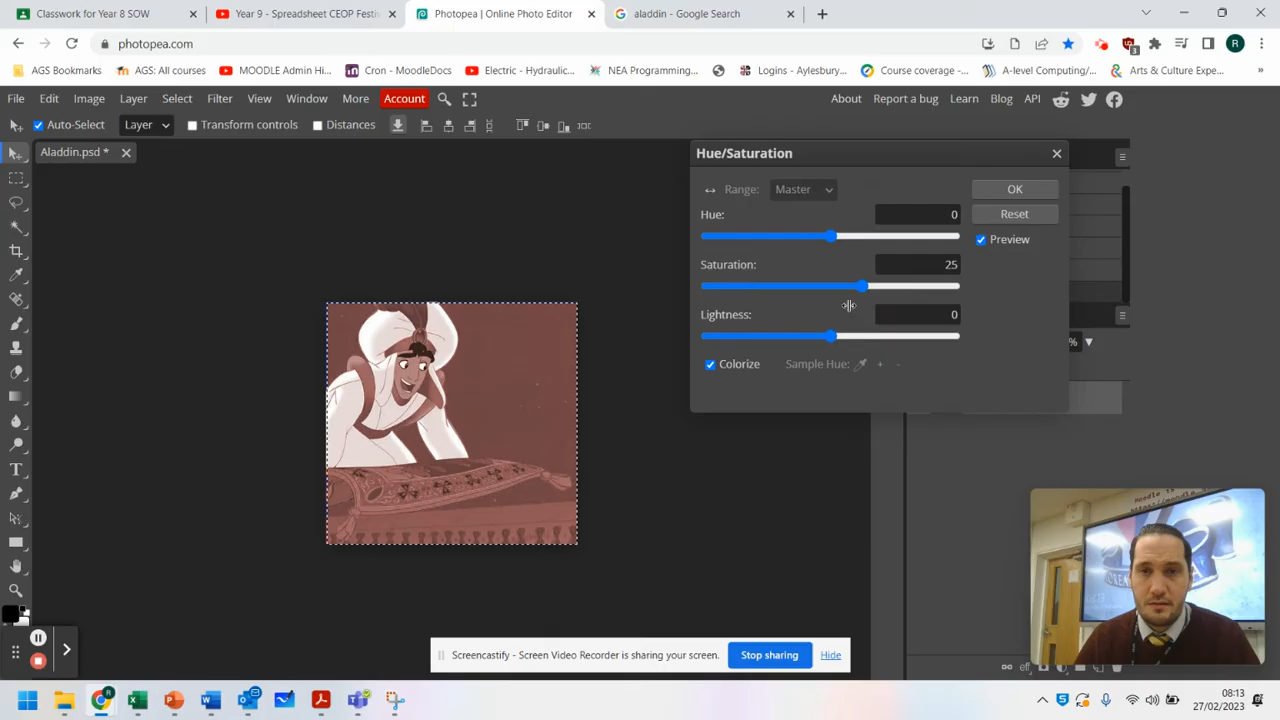 Classwork for Year 8 SOW
Year 9 - Spreadsheet CEOP Festi
Photopea | Online Photo Editor
aladdin - Google Search
photopea.com
3
R
AGS Bookmarks
AGS: All courses
MOODLE Admin Hi...
Cron - MoodleDocs
Electric - Hydraulic...
NEA Programming...
Logins - Aylesbury...
Course coverage -...
A-level Computing/...
Arts & Culture Expe...
»
File Edit Image Layer Select Filter View Window More Account
About Report a bug Learn Blog API
Auto-Select Layer Transform controls Distances
Aladdin.psd *
Hue/Saturation
Range: Master OK
Hue: 0 Reset
Preview
Saturation: 25
Lightness: 0
% 
Colorize Sample Hue: + -
eff
Screencastify - Screen Video Recorder is sharing your screen. Stop sharing Hide
08:13
27/02/2023